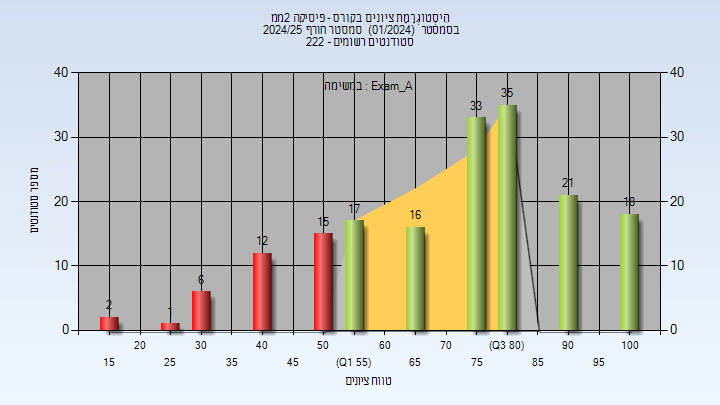 הִיסְטוֹגְרָמַת ציונים בקורס - פיסיקה 2ממ
בסמסטר (01/2024) סמסטר חורף 2024/25
סטודנטים רשומים - 222
במשימה : Exam_A
מספר סטודנטים
40 40
30 30
20 20
10 10
0 0
2 1 6 12 15 17 16 33 35 21 18
20 30 40 50 60 70 (Q3 80) 90 100
15 25 35 45 (Q1 55) 65 75 85 95
טווח ציונים